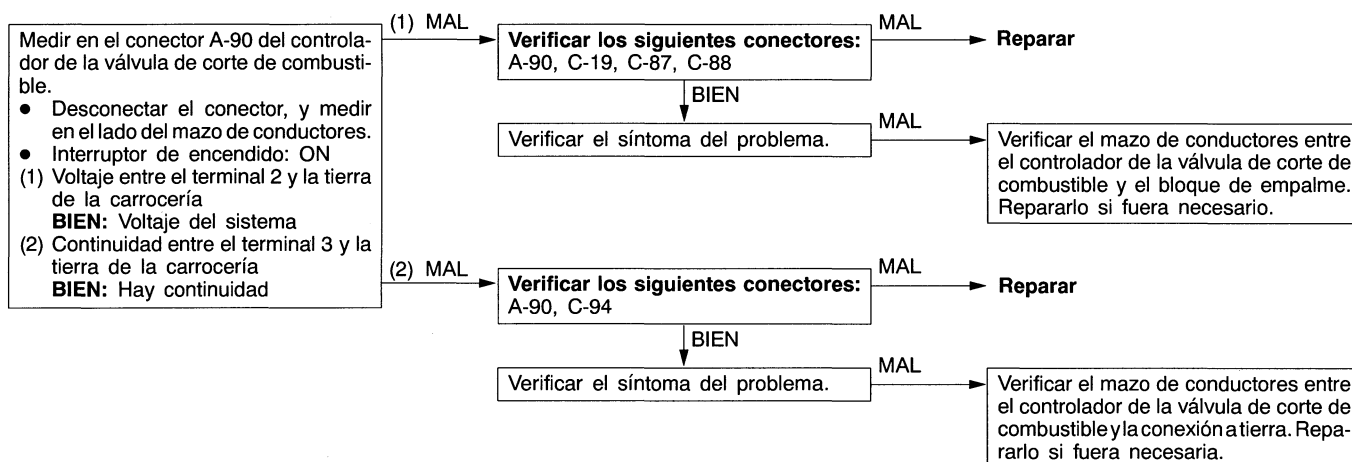 Medir en el conector A-90 del controla-
dor de la válvula de corte de combusti-
ble.
● Desconectar el conector, y medir
en el lado del mazo de conductores.
● Interruptor de encendido: ON
(1) Voltaje entre el terminal 2 y la tierra
de la carrocería
BIEN: Voltaje del sistema
(2) Continuidad entre el terminal 3 y la
tierra de la carrocería
BIEN: Hay continuidad
(1) MAL
Verificar los siguientes conectores:
A-90, C-19, C-87, C-88
MAL
Reparar
BIEN
Verificar el síntoma del problema.
MAL
Verificar el mazo de conductores entre
el controlador de la válvula de corte de
combustible y el bloque de empalme.
Repararlo si fuera necesario.
(2) MAL
Verificar los siguientes conectores:
A-90, C-94
MAL
Reparar
BIEN
Verificar el síntoma del problema.
MAL
Verificar el mazo de conductores entre
el controlador de la válvula de corte de
combustible y la conexión a tierra. Repa-
rarlo si fuera necesaria.